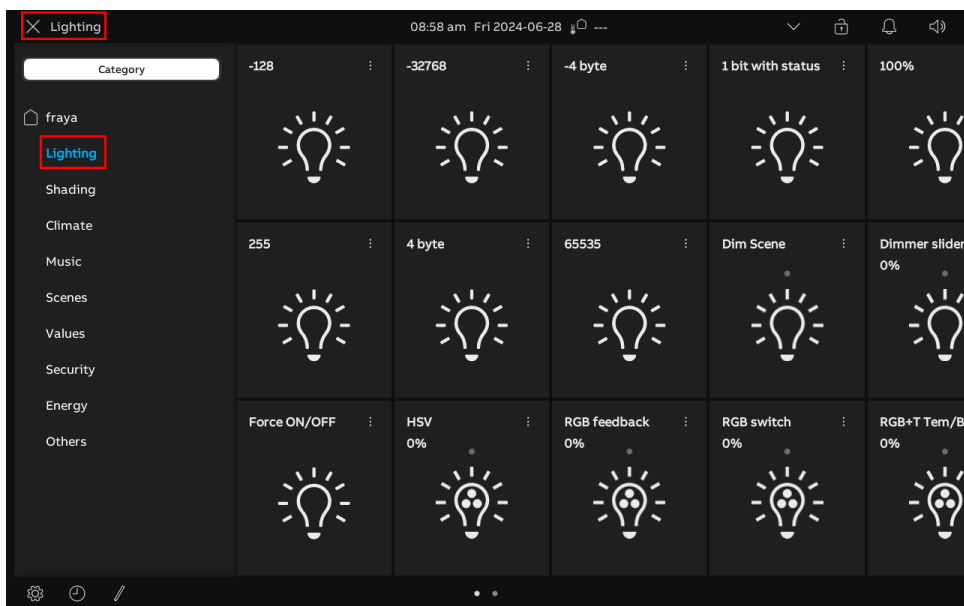 Lighting
08:58 am Fri 2024-06-28 ---
Category
fraya
Lighting
Shading
Climate
Music
Scenes
Values
Security
Energy
Others
-128
-32768
-4 byte
1 bit with status
100%
255
4 byte
65535
Dim Scene
Dimmer slider
0%
Force ON/OFF
HSV
0%
RGB feedback
0%
RGB switch
0%
RGB+T Tem/B
0%